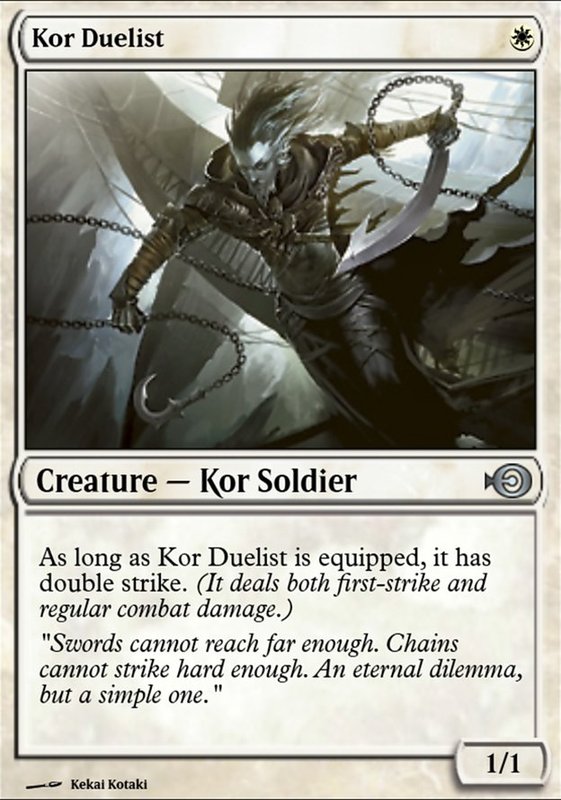 Kor Duelist
Creature — Kor Soldier
As long as Kor Duelist is equipped, it has
double strike. (It deals both first-strike and
regular combat damage.)
"Swords cannot reach far enough. Chains
cannot strike hard enough. An eternal dilemma,
but a simple one."
1/1
Kekai Kotaki